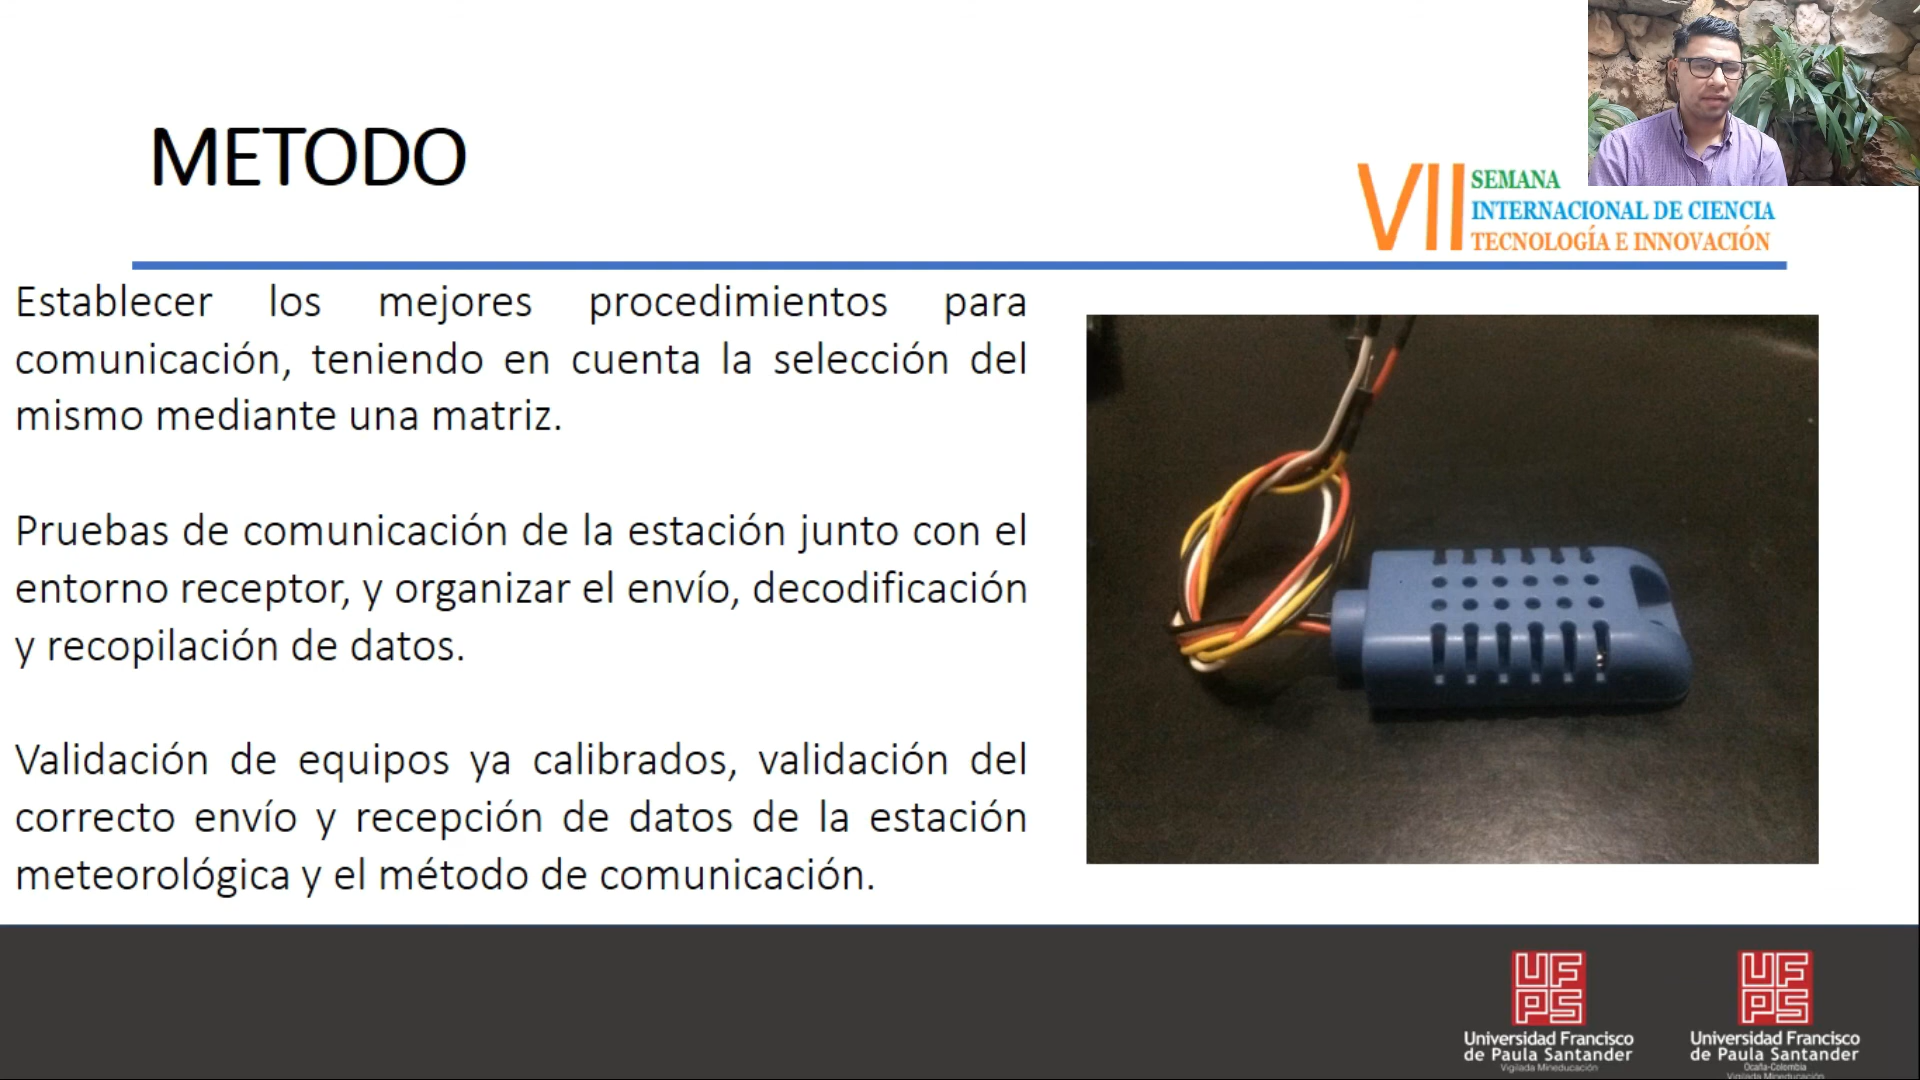 METODO
VII SEMANA
INTERNACIONAL DE CIENCIA
TECNOLOGÍA E INNOVACIÓN
Establecer los mejores procedimientos para
comunicación, teniendo en cuenta la selección del
mismo mediante una matriz.
Pruebas de comunicación de la estación junto con el
entorno receptor, y organizar el envío, decodificación
y recopilación de datos.
Validación de equipos ya calibrados, validación del
correcto envío y recepción de datos de la estación
meteorológica y el método de comunicación.
UFPS
Universidad Francisco
de Paula Santander
Vigilada Mineducación
UFPS
Universidad Francisco
de Paula Santander
Ocaña-Colombia
Vigilada Mineducación